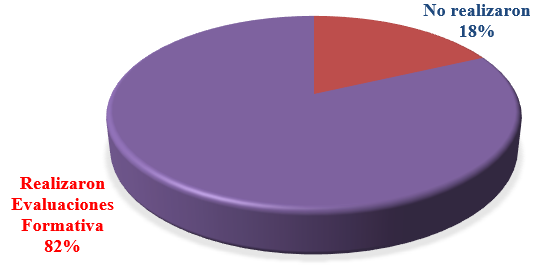 No realizaron
18%
Realizaron
Evaluaciones
Formativa
82%